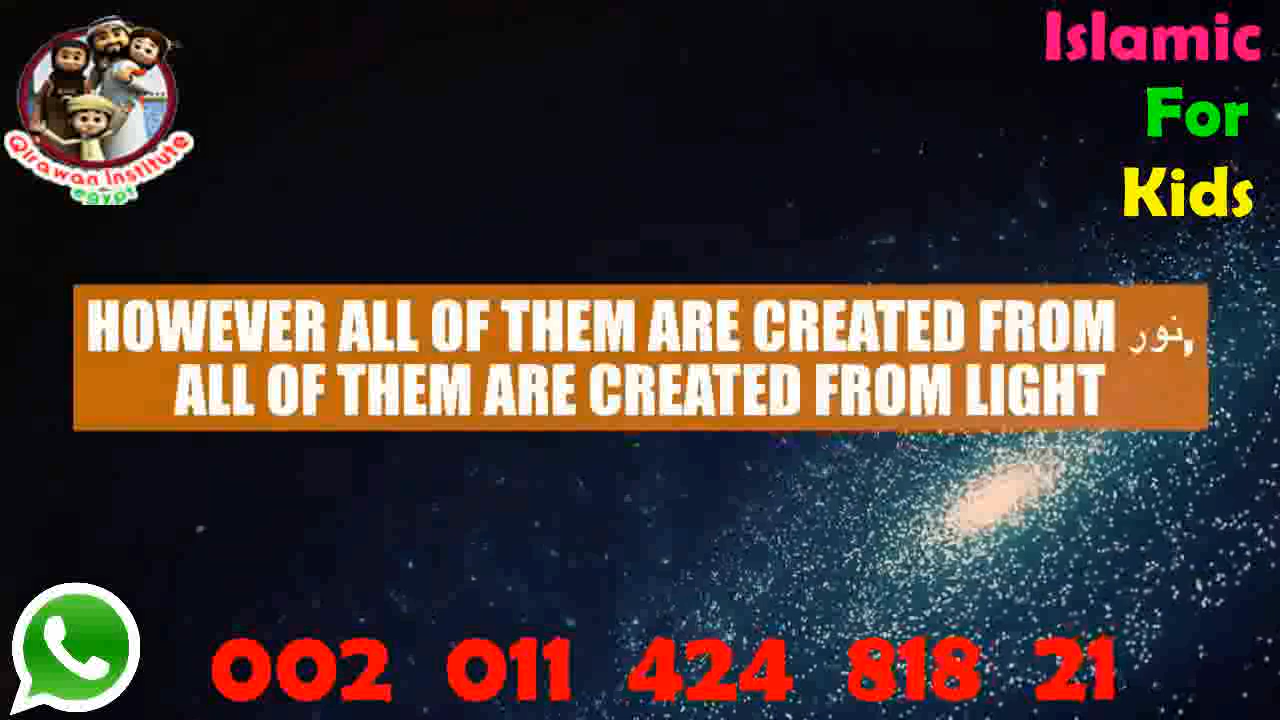 Qirawan Institute
egypt
Islamic
For
Kids
HOWEVER ALL OF THEM ARE CREATED FROM نور,
ALL OF THEM ARE CREATED FROM LIGHT
002 011 424 818 21